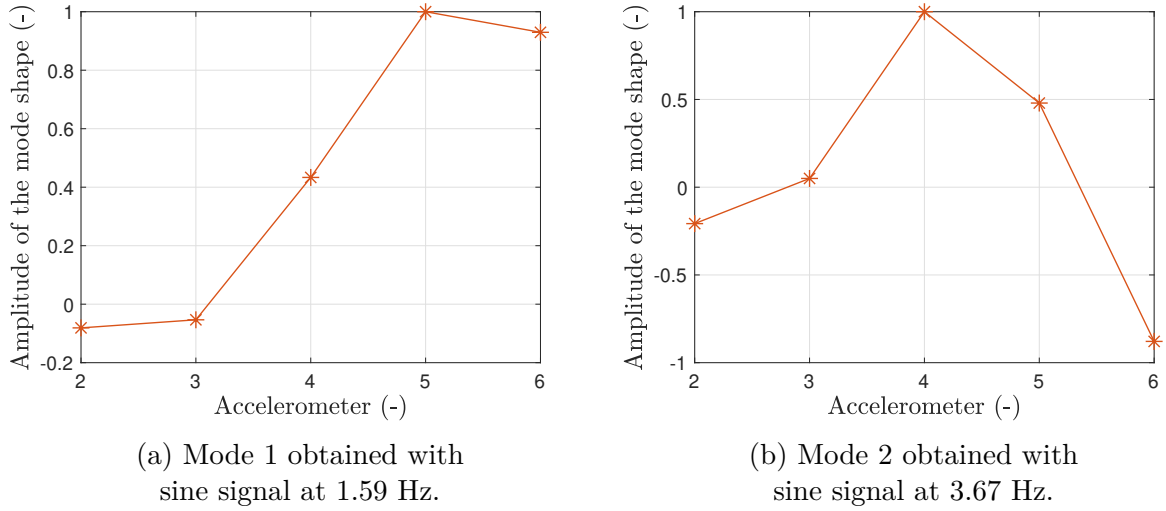 Amplitude of the mode shape (-)
1
0.8
0.6
0.4
0.2
0
-0.2
2 3 4 5 6
Accelerometer (-)
(a) Mode 1 obtained with
sine signal at 1.59 Hz.
Amplitude of the mode shape (-)
1
0.5
0
-0.5
-1
2 3 4 5 6
Accelerometer (-)
(b) Mode 2 obtained with
sine signal at 3.67 Hz.